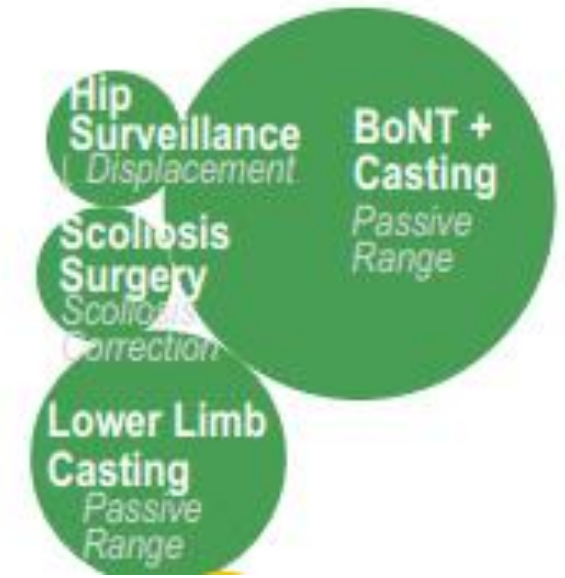 Hip
Surveillance
Displacement
BoNT +
Casting
Passive
Range
Scoliosis
Surgery
Scoliosis
Correction
Lower Limb
Casting
Passive
Range